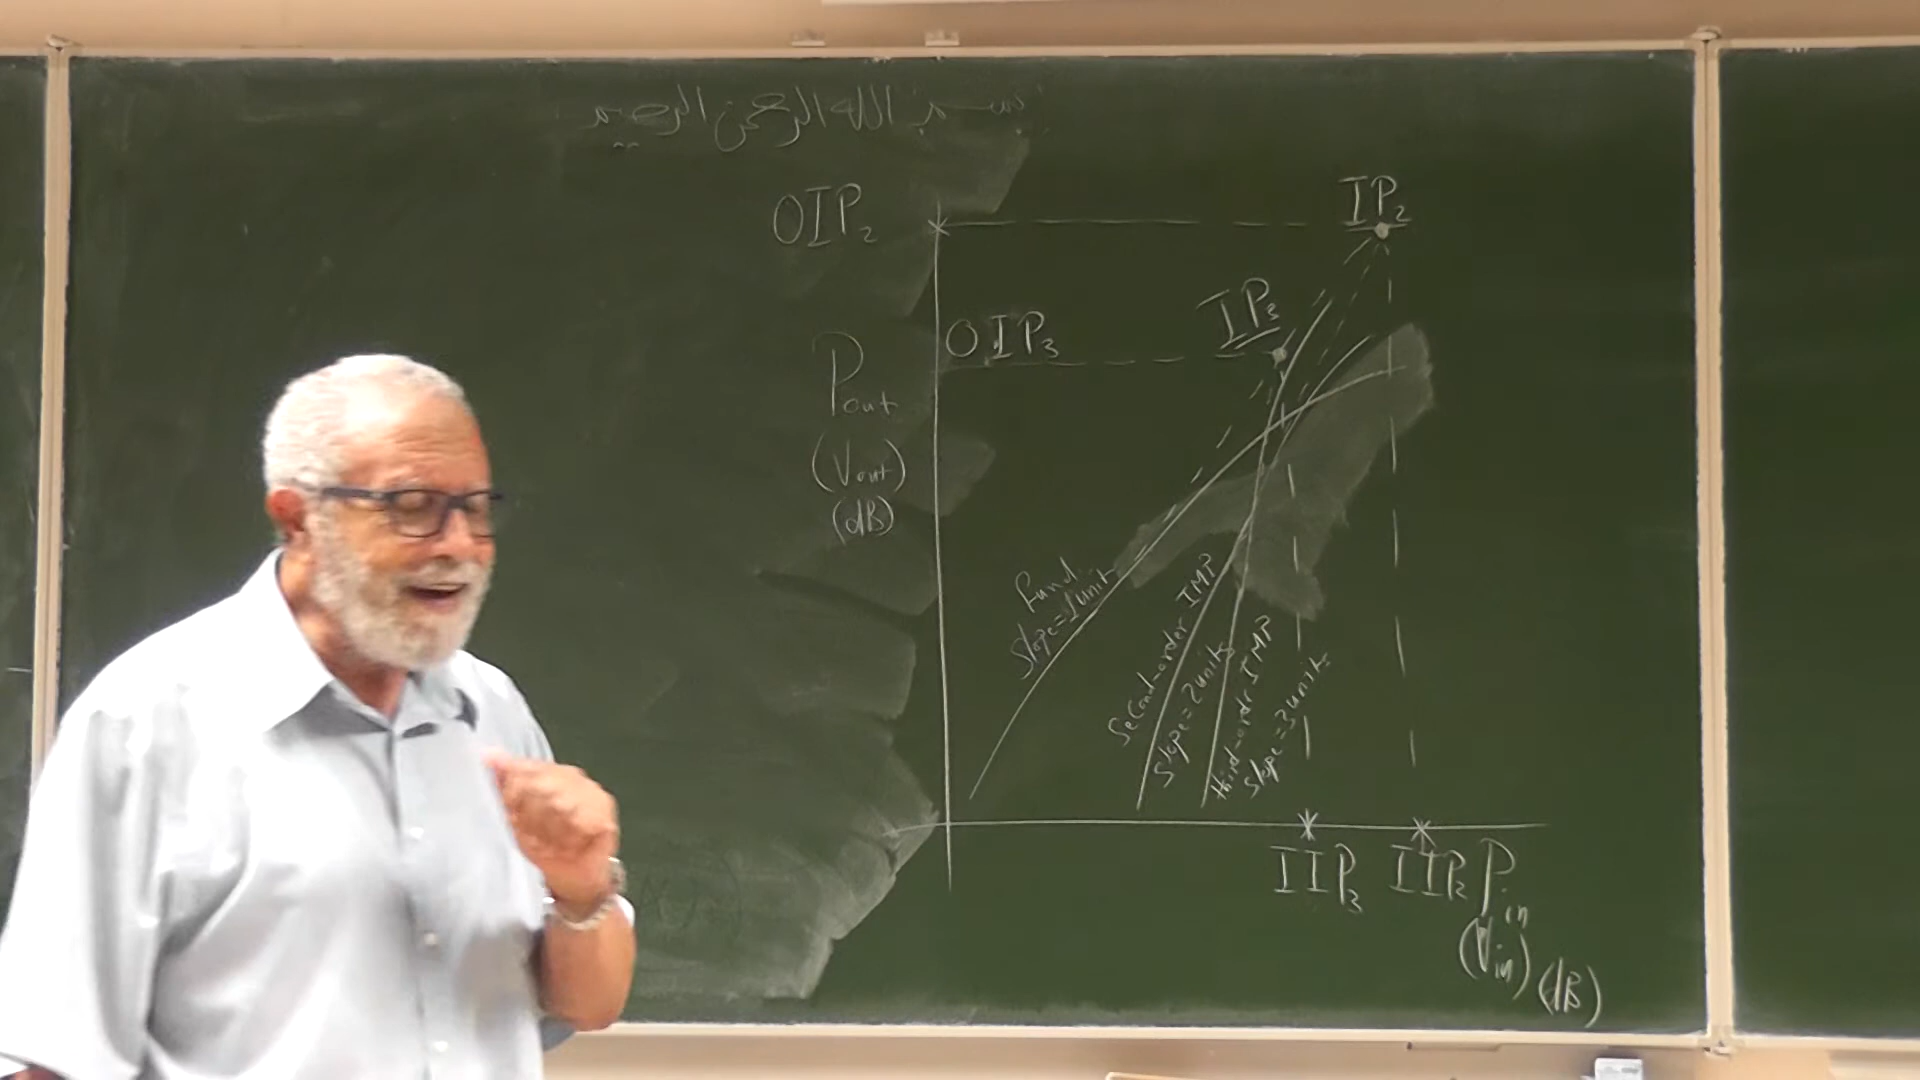 بسم الله الرحمن الرحيم
OIP₂
IP₂
OIP₃
IP₃
Pout
(Vout)
(dB)
Fund.
Slope=1unit
Second-order IMP
Slope=2units
third-order IMP
Slope=3units
IIP₃
IIP₂
Pin
(Vin) (dB)